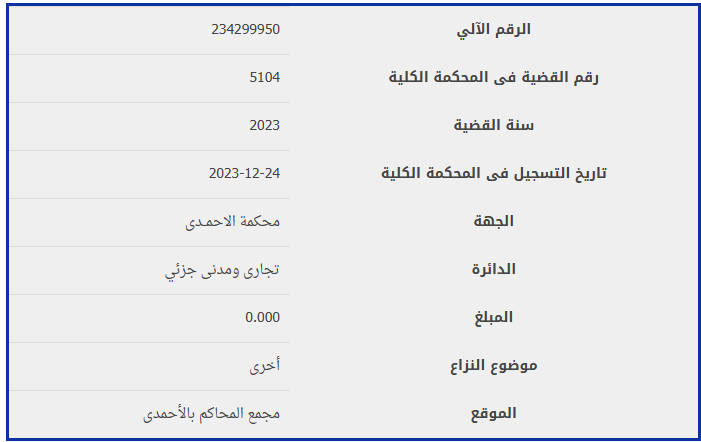 الرقم الآلي 234299950
رقم القضية فى المحكمة الكلية 5104
سنة القضية 2023
تاريخ التسجيل فى المحكمة الكلية 2023-12-24
الجهة محكمة الاحمـدى
الدائرة تجارى ومدنى جزئي
المبلغ 0.000
موضوع النزاع أخرى
الموقع مجمع المحاكم بالأحمدى